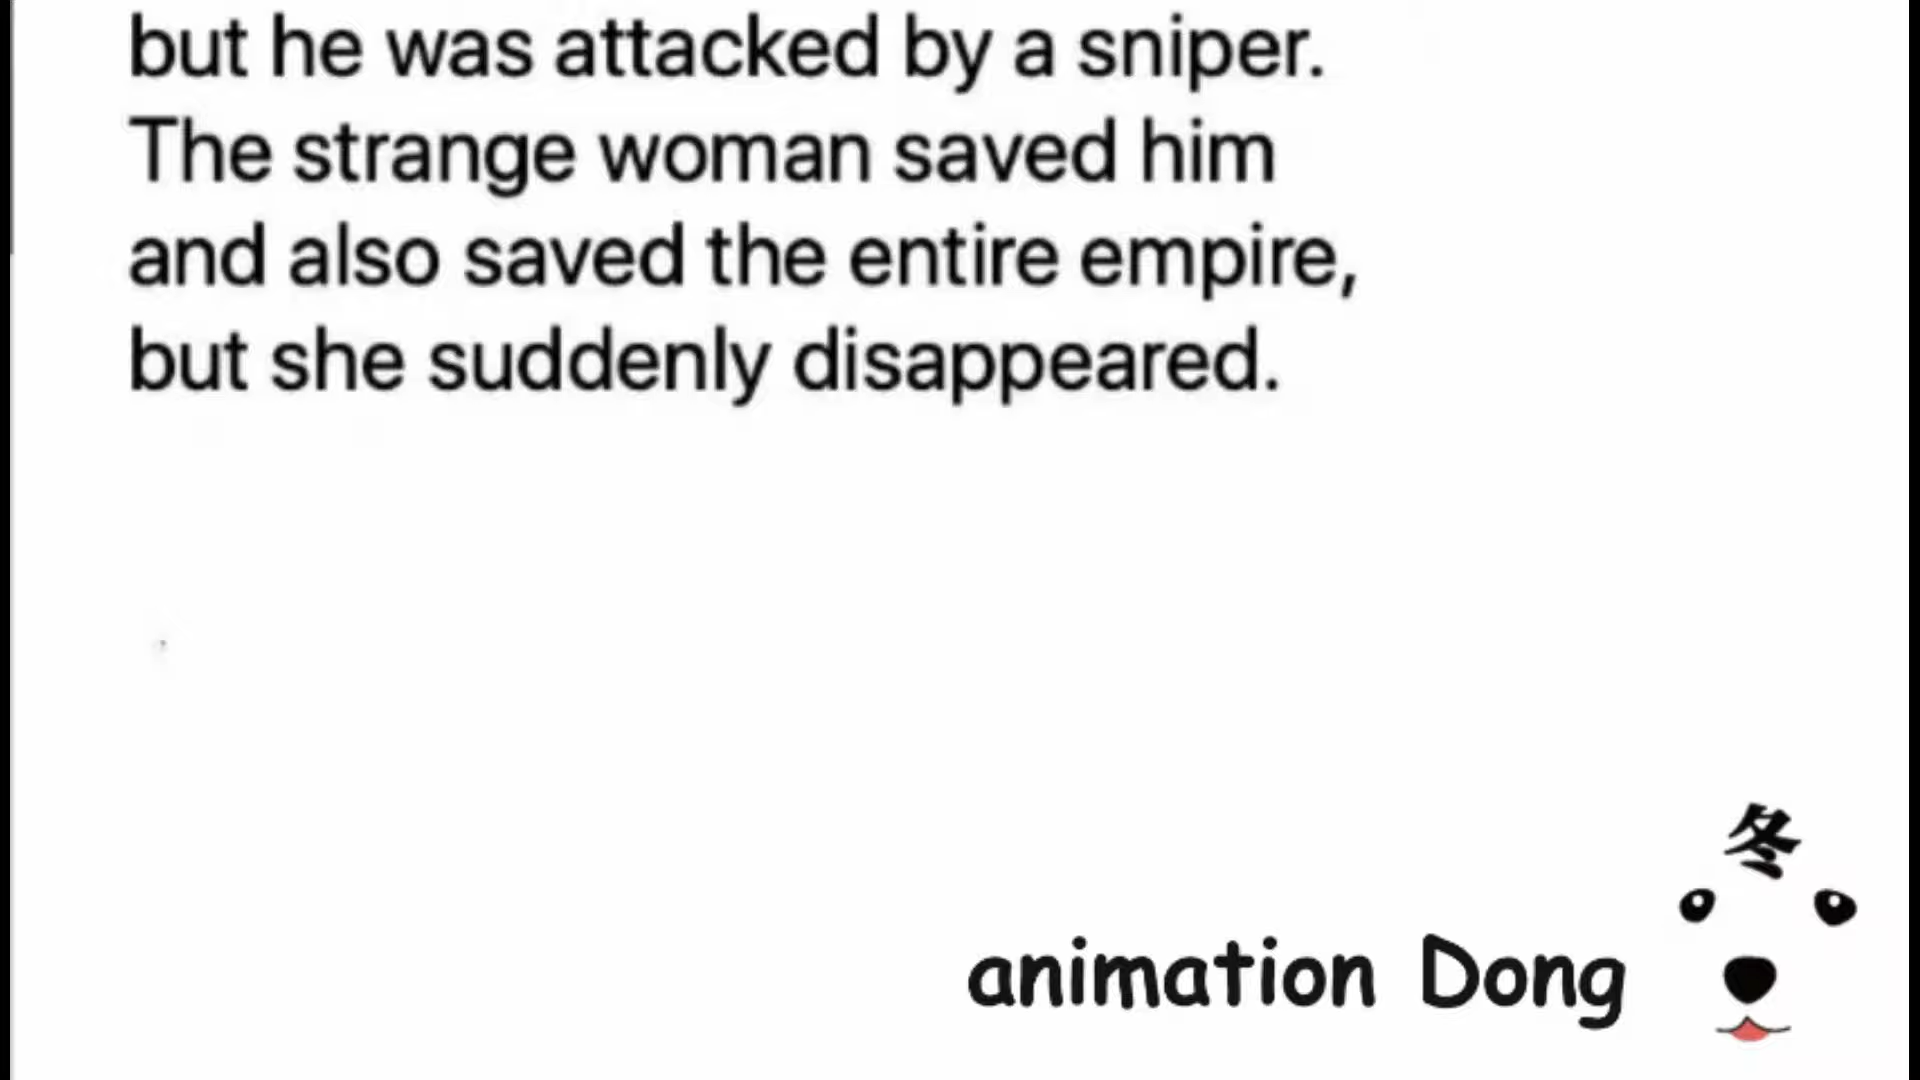 but he was attacked by a sniper.
The strange woman saved him
and also saved the entire empire,
but she suddenly disappeared.
冬
animation Dong